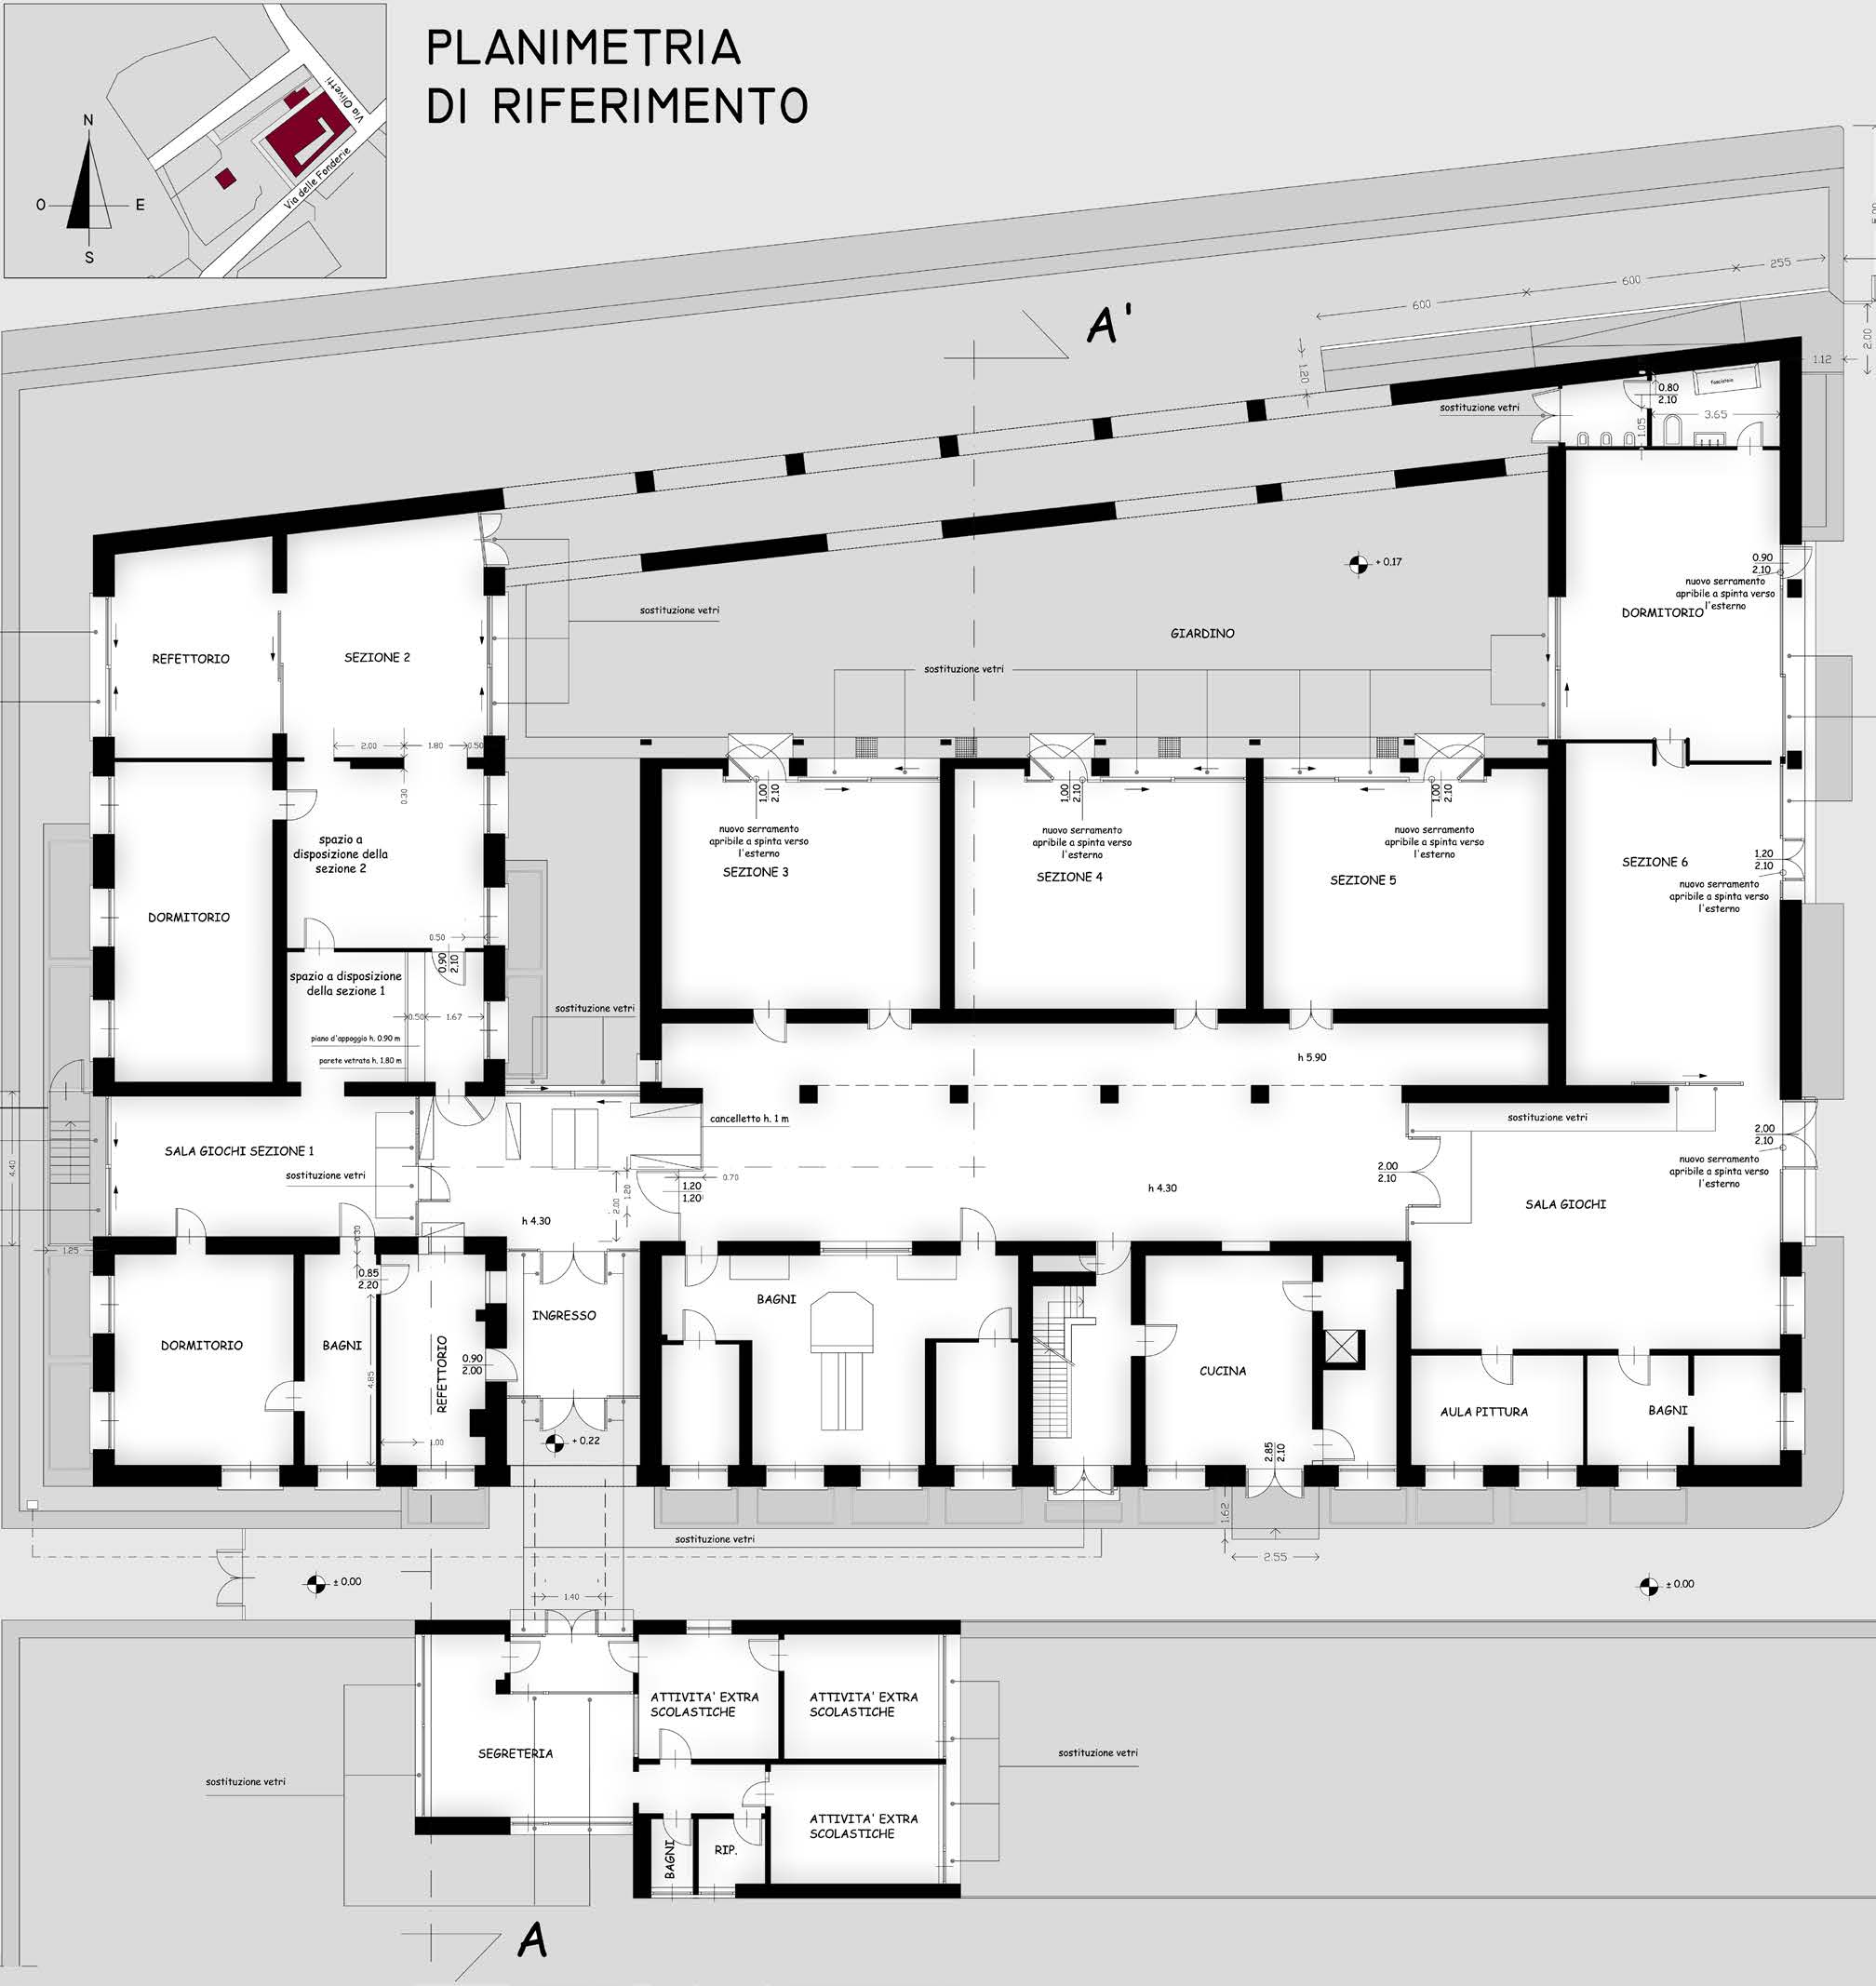 PLANIMETRIA
DI RIFERIMENTO
N
O
E
S
Via Olivetti
Via delle Fonderie
A'
600
600
255
2.00
1.12
1.20
sostituzione vetri
0.80
2.10
fasciatoio
3.65
1.05
+ 0.17
0.90
2.10
nuovo serramento
apribile a spinta verso
l'esterno
DORMITORIO
REFETTORIO
SEZIONE 2
sostituzione vetri
GIARDINO
sostituzione vetri
2.00
1.80
0.50
0.30
1.00
2.10
1.00
2.10
1.00
2.10
nuovo serramento
apribile a spinta verso
l'esterno
SEZIONE 3
nuovo serramento
apribile a spinta verso
l'esterno
SEZIONE 4
nuovo serramento
apribile a spinta verso
l'esterno
SEZIONE 5
SEZIONE 6
1.20
2.10
nuovo serramento
apribile a spinta verso
l'esterno
spazio a
disposizione della
sezione 2
DORMITORIO
0.50
0.90
2.10
spazio a disposizione
della sezione 1
0.50
1.67
piano d'appoggio h. 0.90 m
parete vetrata h. 1.80 m
sostituzione vetri
h 5.90
cancelletto h. 1 m
sostituzione vetri
2.00
2.10
nuovo serramento
apribile a spinta verso
l'esterno
4.40
SALA GIOCHI SEZIONE 1
sostituzione vetri
0.70
1.20
1.20
2.00
1.20
h 4.30
h 4.30
2.00
2.10
SALA GIOCHI
1.25
0.30
0.85
2.20
DORMITORIO
BAGNI
4.85
REFETTORIO
1.00
0.90
2.00
INGRESSO
+ 0.22
BAGNI
CUCINA
2.85
2.10
AULA PITTURA
BAGNI
1.62
2.55
sostituzione vetri
± 0.00
± 0.00
1.40
ATTIVITA' EXTRA
SCOLASTICHE
ATTIVITA' EXTRA
SCOLASTICHE
SEGRETERIA
sostituzione vetri
sostituzione vetri
ATTIVITA' EXTRA
SCOLASTICHE
BAGNI
RIP.
A